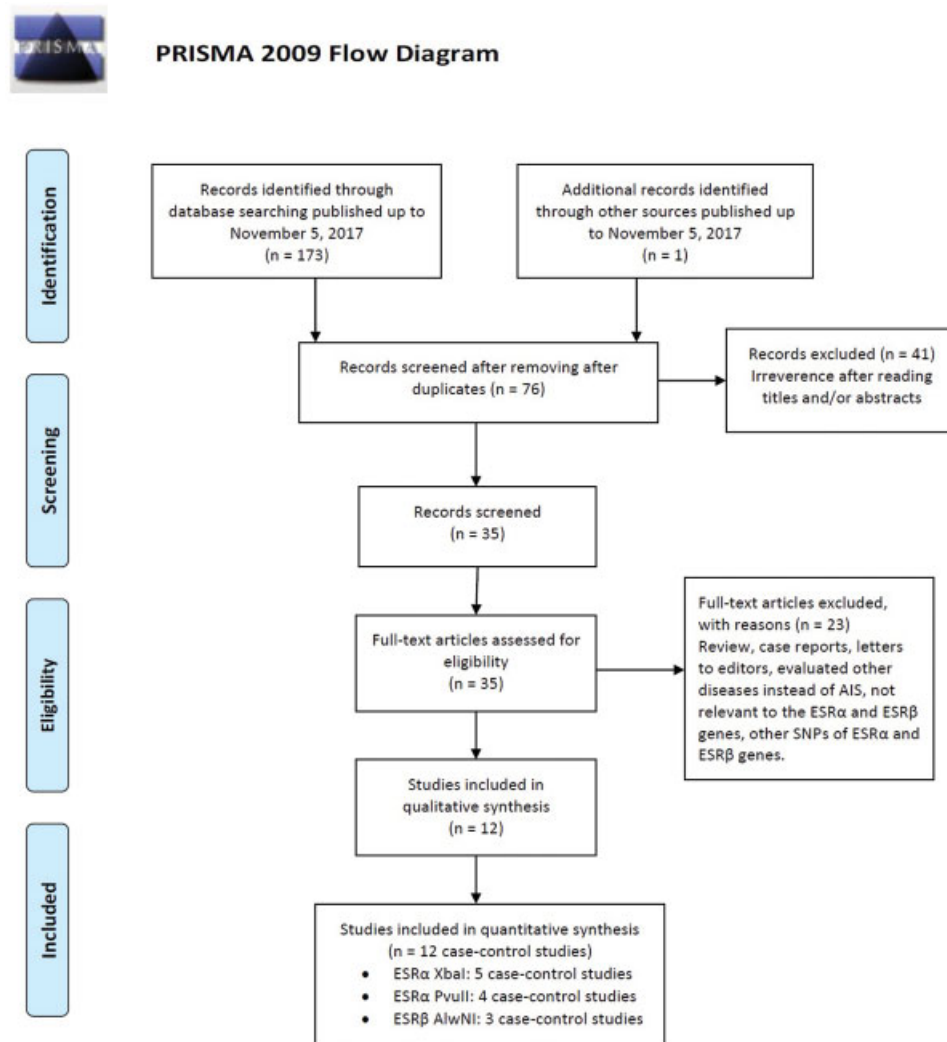 PRISMA
PRISMA 2009 Flow Diagram
Identification
Records identified through
database searching published up to
November 5, 2017
(n = 173)
Additional records identified
through other sources published up
to November 5, 2017
(n = 1)
Records screened after removing after
duplicates (n = 76)
Records excluded (n = 41)
Irreverence after reading
titles and/or abstracts
Screening
Records screened
(n = 35)
Eligibility
Full-text articles assessed for
eligibility
(n = 35)
Full-text articles excluded,
with reasons (n = 23)
Review, case reports, letters
to editors, evaluated other
diseases instead of AIS, not
relevant to the ESRα and ESRβ
genes, other SNPs of ESRα and
ESRβ genes.
Studies included in
qualitative synthesis
(n = 12)
Included
Studies included in quantitative synthesis
(n = 12 case-control studies)
• ESRα XbaI: 5 case-control studies
• ESRα PvuII: 4 case-control studies
• ESRβ AlwNI: 3 case-control studies